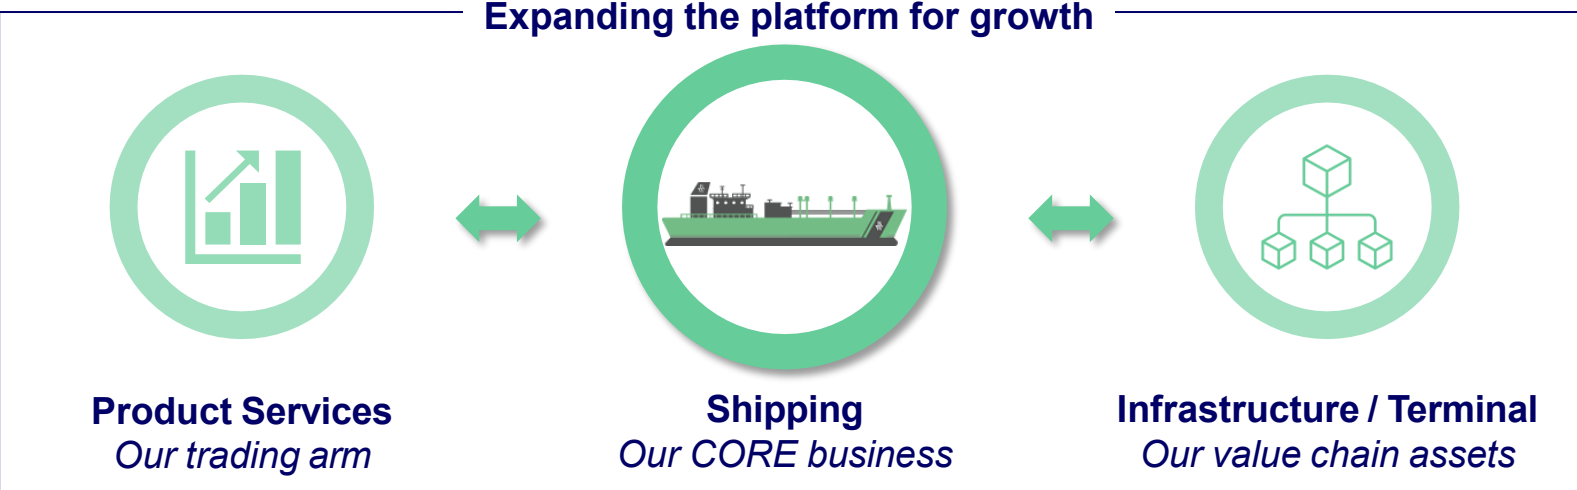 Expanding the platform for growth
Product Services
Our trading arm
Shipping
Our CORE business
Infrastructure / Terminal
Our value chain assets